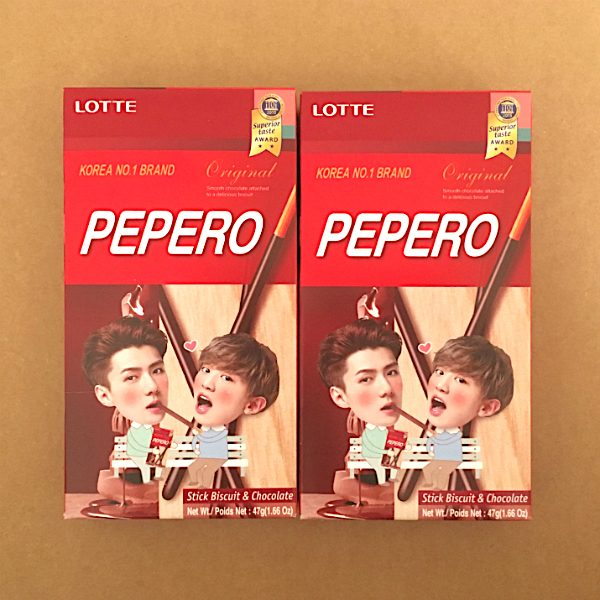 LOTTE
Superior
taste
AWARD
KOREA NO.1 BRAND
Original
Smooth chocolate attached
to a delicious biscuit
PEPERO
PEPERO
Stick Biscuit & Chocolate
Net Wt./ Poids Net : 47g(1.66 Oz)
LOTTE
Superior
taste
AWARD
KOREA NO.1 BRAND
Original
Smooth chocolate attached
to a delicious biscuit
PEPERO
PEPERO
Stick Biscuit & Chocolate
Net Wt./ Poids Net : 47g(1.66 Oz)